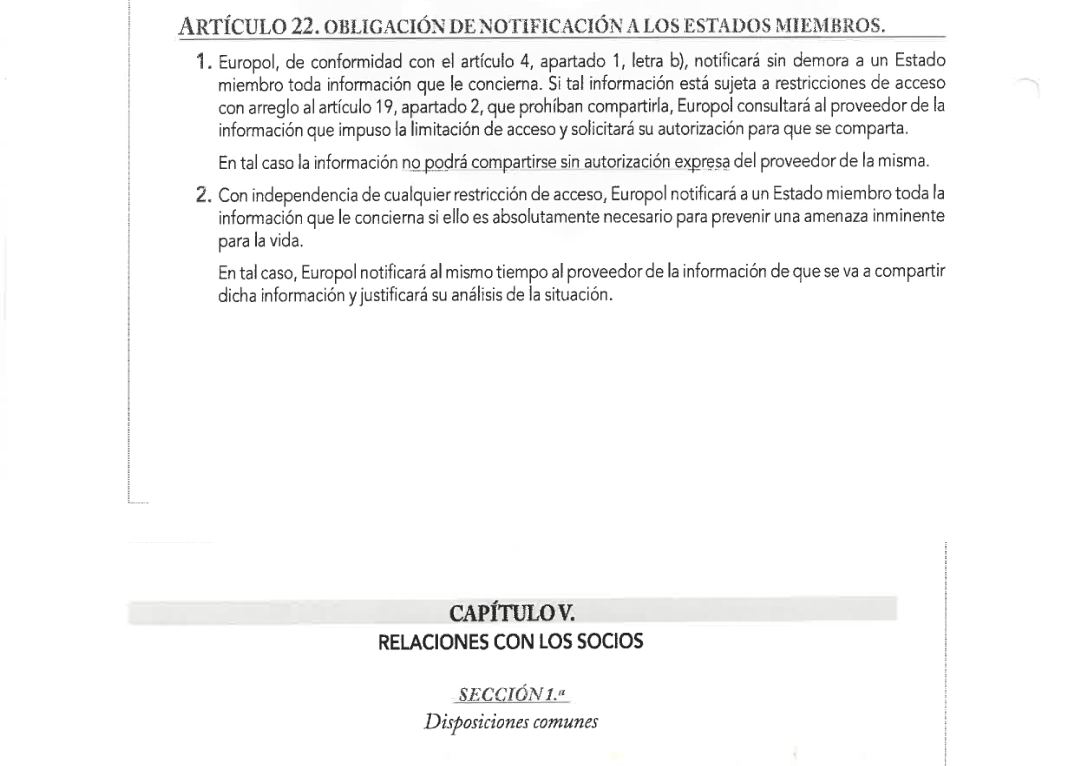 ARTÍCULO 22. OBLIGACIÓN DE NOTIFICACIÓN A LOS ESTADOS MIEMBROS.
1. Europol, de conformidad con el artículo 4, apartado 1, letra b), notificará sin demora a un Estado
miembro toda información que le concierna. Si tal información está sujeta a restricciones de acceso
con arreglo al artículo 19, apartado 2, que prohíban compartirla, Europol consultará al proveedor de la
información que impuso la limitación de acceso y solicitará su autorización para que se comparta.
En tal caso la información no podrá compartirse sin autorización expresa del proveedor de la misma.
2. Con independencia de cualquier restricción de acceso, Europol notificará a un Estado miembro toda la
información que le concierna si ello es absolutamente necesario para prevenir una amenaza inminente
para la vida.
En tal caso, Europol notificará al mismo tiempo al proveedor de la información de que se va a compartir
dicha información y justificará su análisis de la situación.
CAPÍTULO V.
RELACIONES CON LOS SOCIOS
SECCIÓN 1.ª
Disposiciones comunes